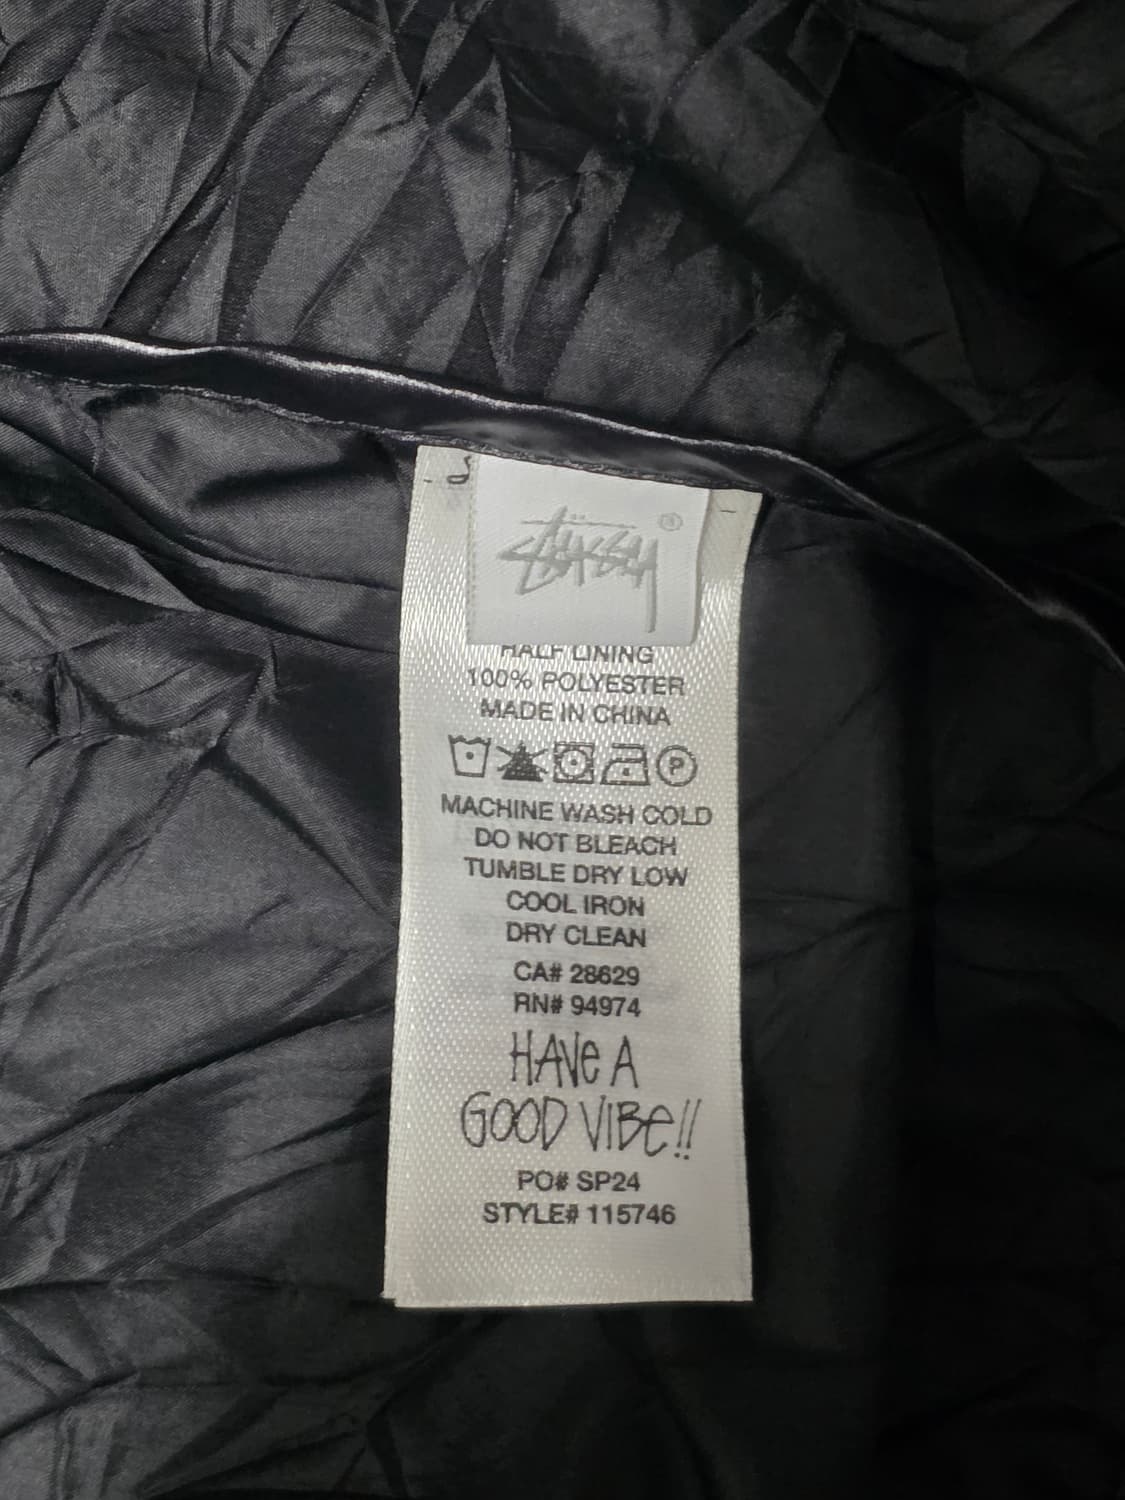 S
STÜSSY ®
HALF LINING
100% POLYESTER
MADE IN CHINA
P
MACHINE WASH COLD
DO NOT BLEACH
TUMBLE DRY LOW
COOL IRON
DRY CLEAN
CA# 28629
RN# 94974
HAVe A
GOOD VIBe!!
PO# SP24
STYLE# 115746